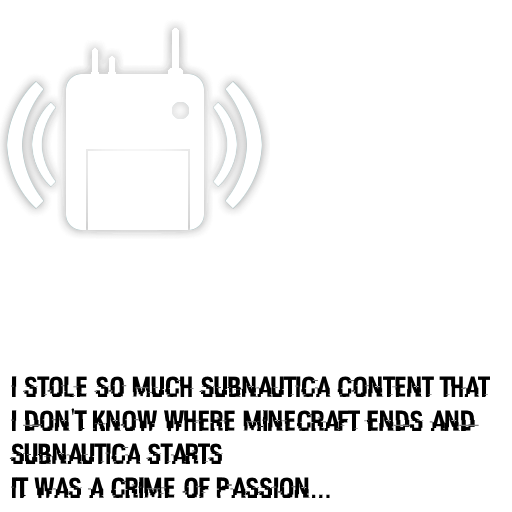 I STOLE SO MUCH SUBNAUTICA CONTENT THAT
I DON'T KNOW WHERE MINECRAFT ENDS AND
SUBNAUTICA STARTS
IT WAS A CRIME OF PASSION...